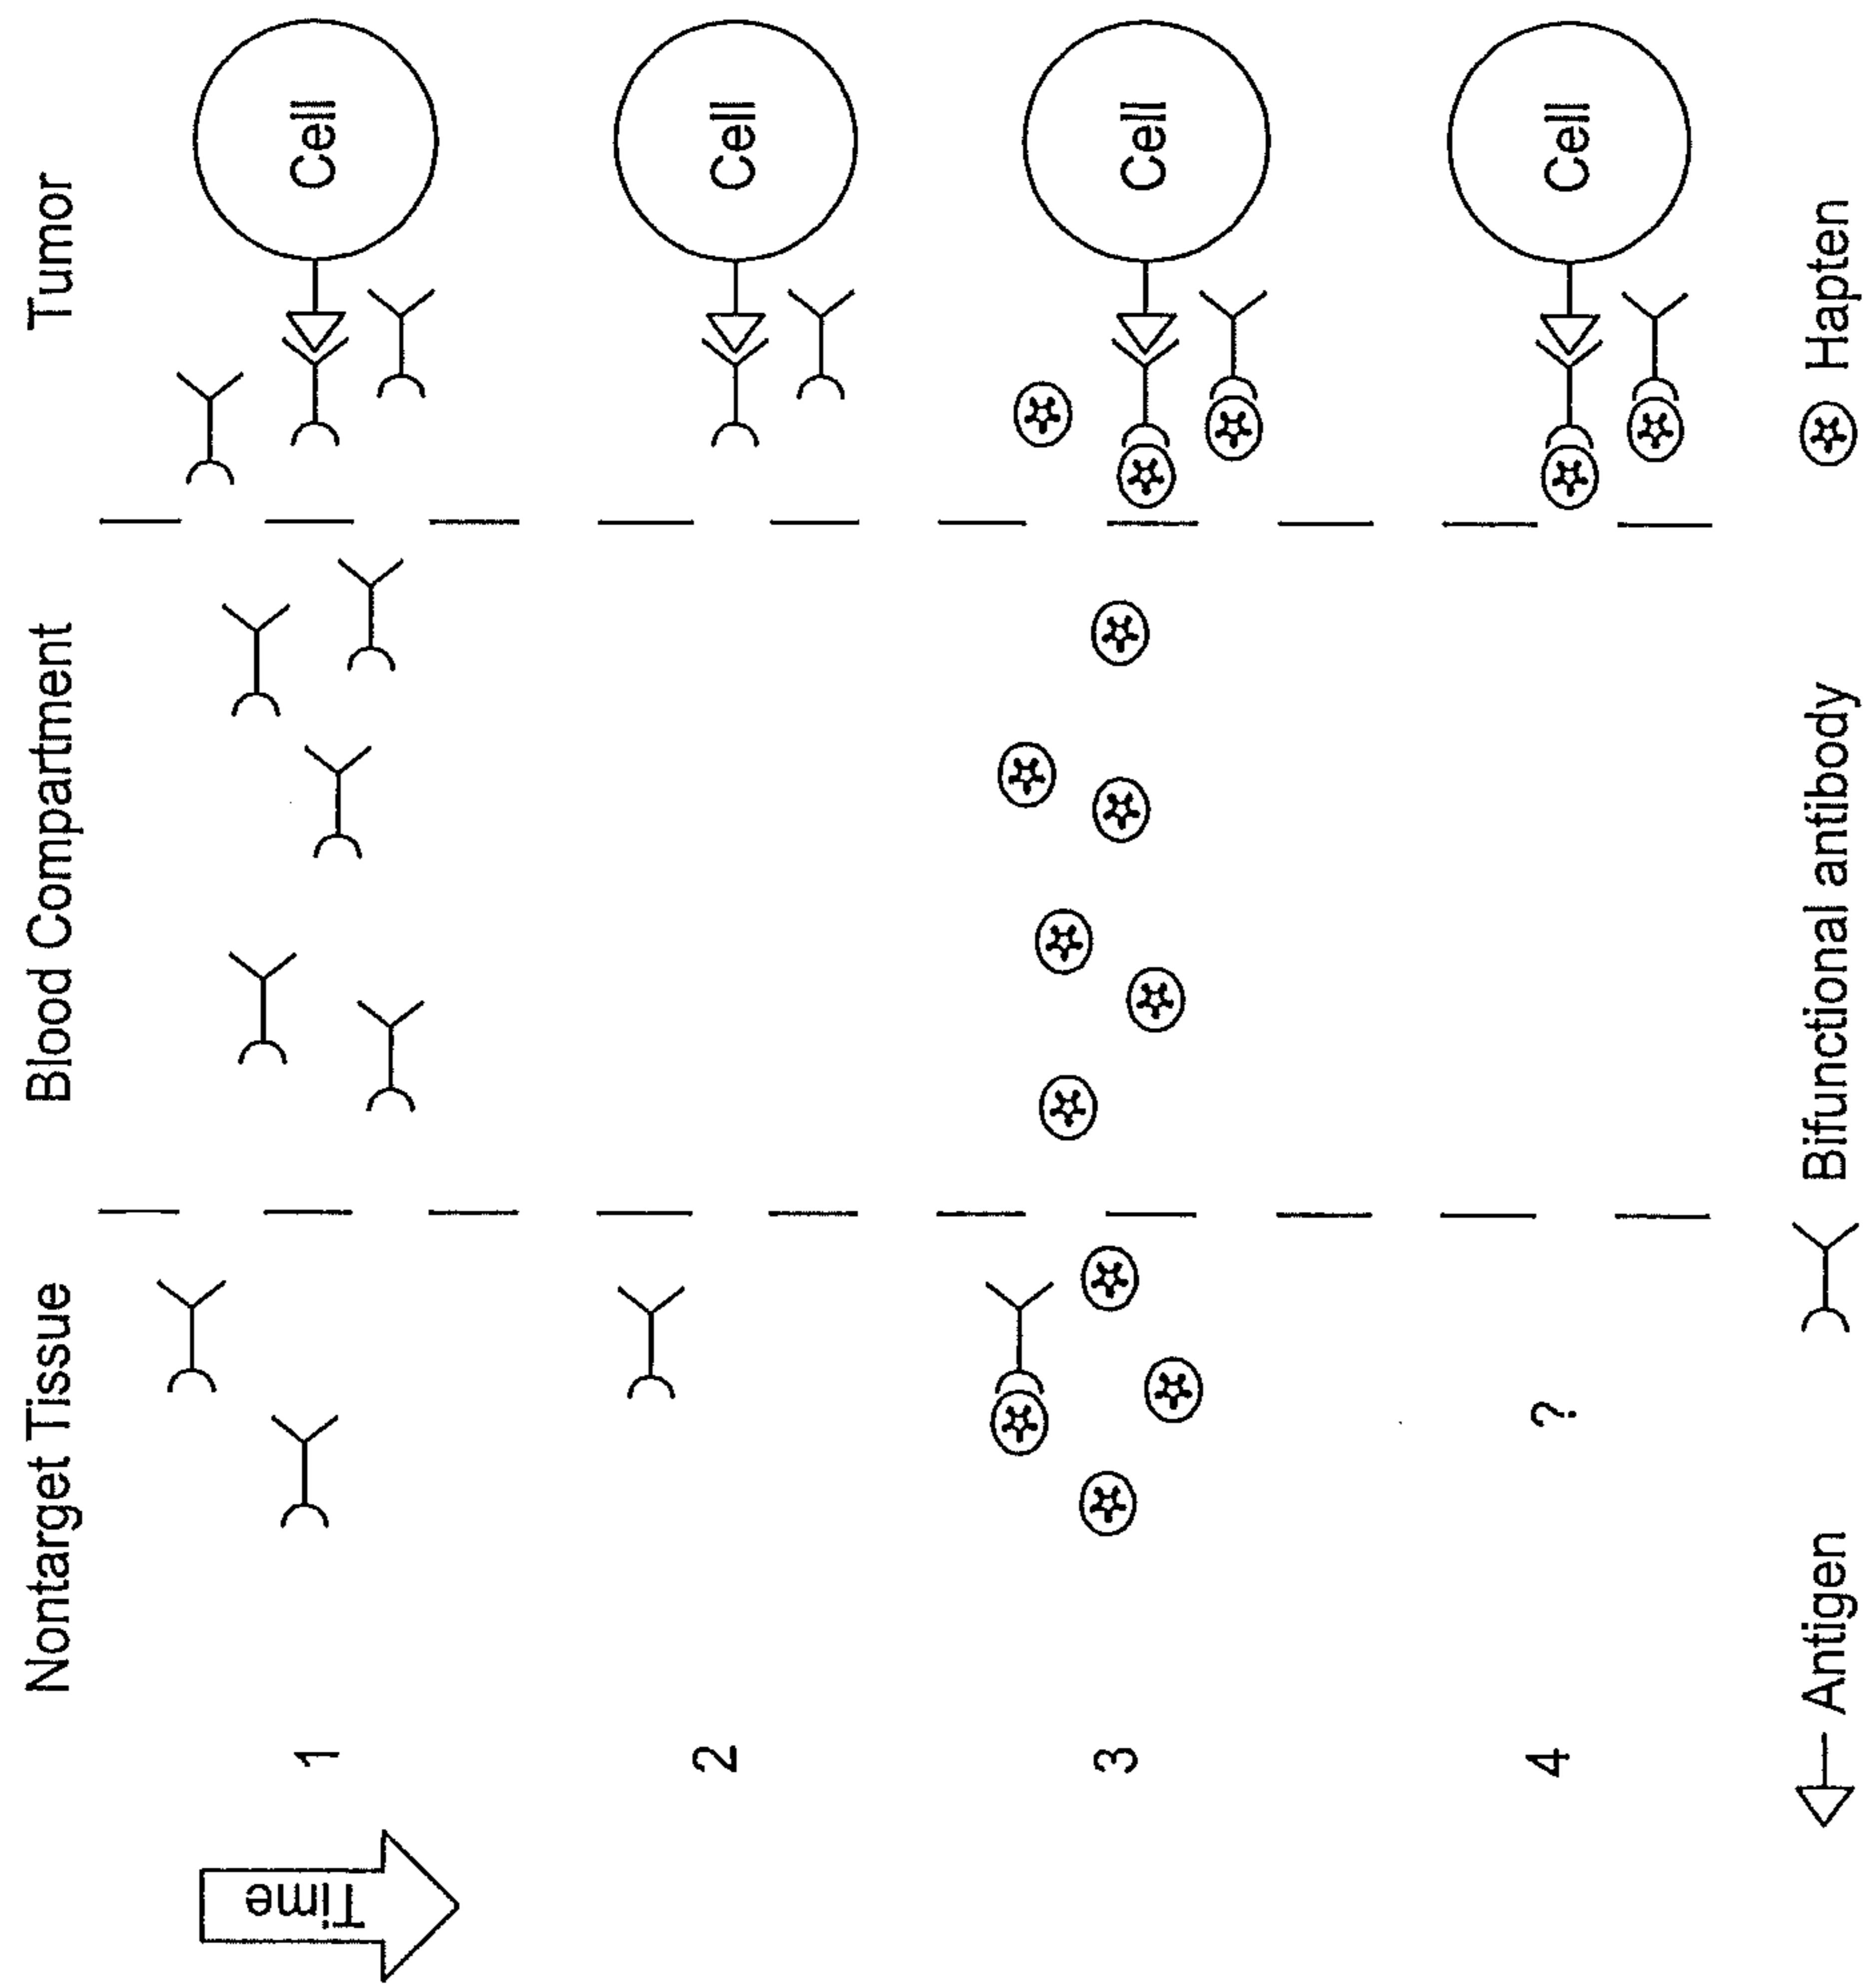 Nontarget Tissue Blood Compartment Tumor
Time
1 Cell
2 Cell
3 Cell
4 ? Cell
Antigen Bifunctional antibody Hapten